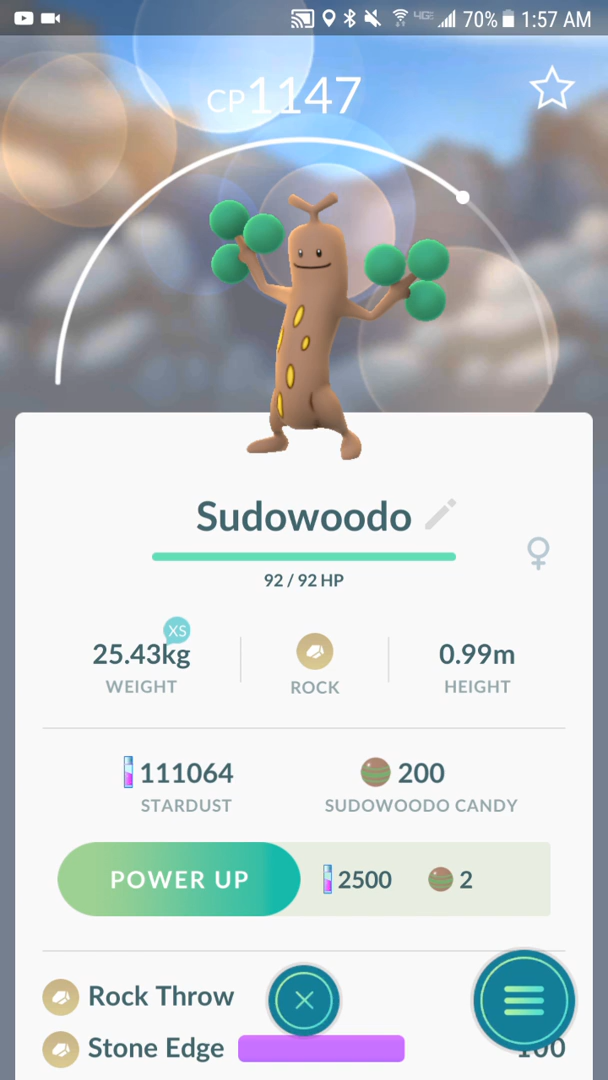 4G 70% 1:57 AM
CP1147
Sudowoodo
92 / 92 HP
XS
25.43kg 0.99m
WEIGHT ROCK HEIGHT
111064 200
STARDUST SUDOWOODO CANDY
POWER UP 2500 2
Rock Throw
Stone Edge 100